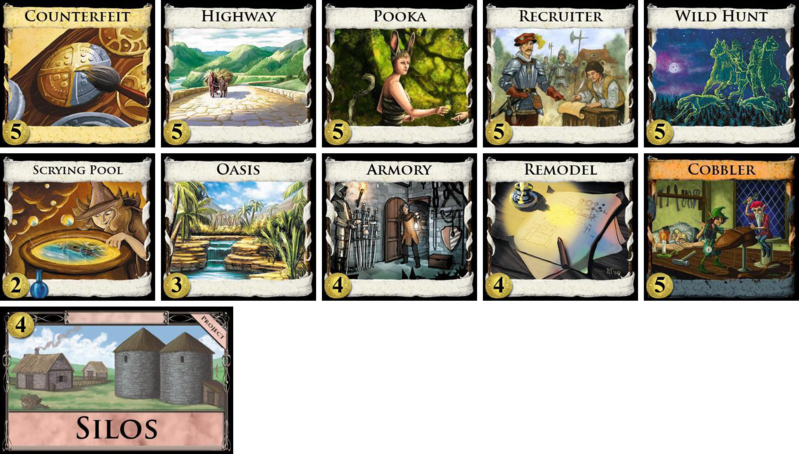 COUNTERFEIT
5
HIGHWAY
5
POOKA
5
RECRUITER
5
WILD HUNT
5
SCRYING POOL
2
OASIS
3
ARMORY
4
REMODEL
4
COBBLER
5
4
PROJECT
SILOS